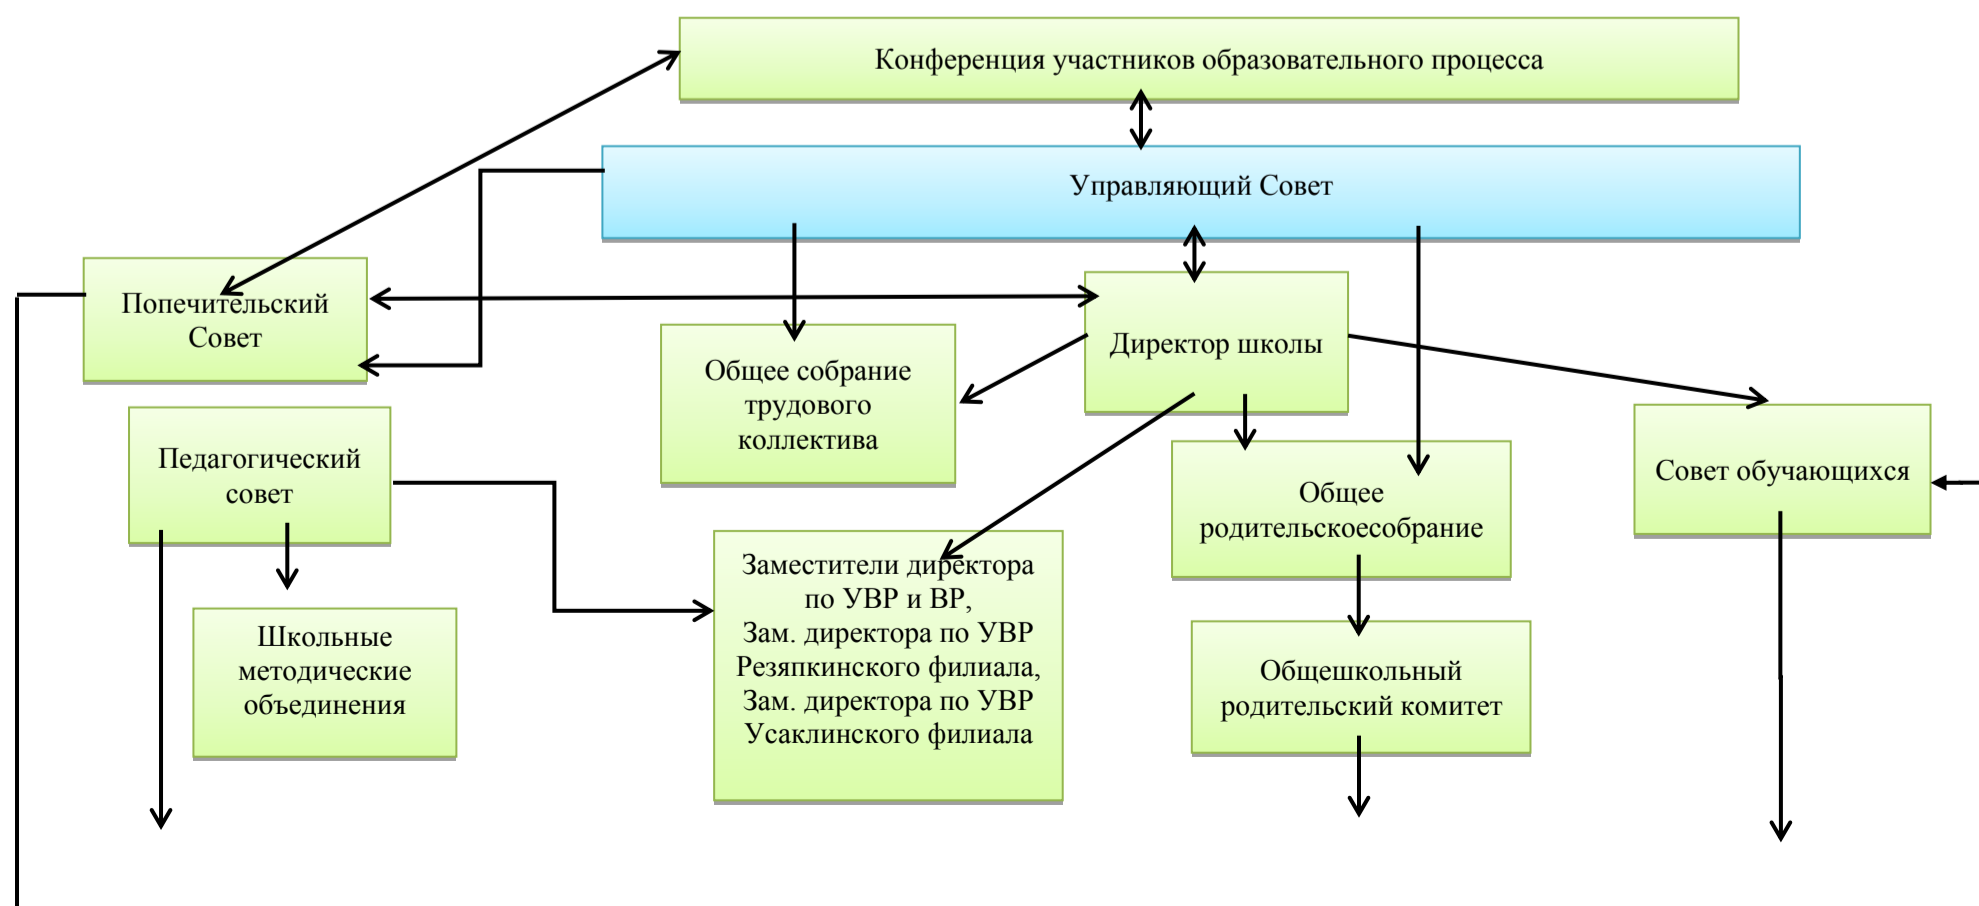 Конференция участников образовательного процесса
Управляющий Совет
Попечительский
Совет
Директор школы
Общее собрание
трудового
коллектива
Педагогический
совет
Совет обучающихся
Общее
родительскоесобрание
Заместители директора
по УВР и ВР,
Зам. директора по УВР
Резяпкинского филиала,
Зам. директора по УВР
Усаклинского филиала
Школьные
методические
объединения
Общешкольный
родительский комитет